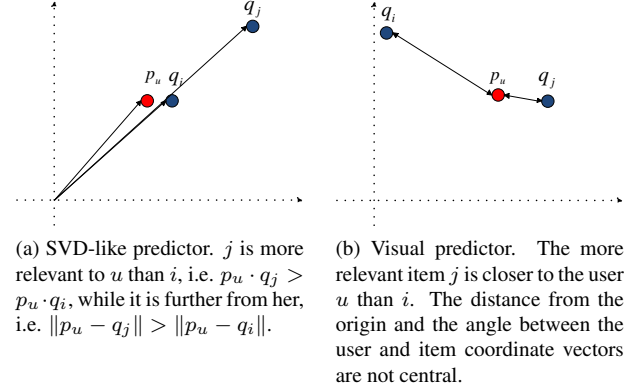 q_j
p_u q_i
q_i
p_u q_j
(a) SVD-like predictor. j is more
relevant to u than i, i.e. p_u · q_j >
p_u · q_i, while it is further from her,
i.e. ‖p_u − q_j‖ > ‖p_u − q_i‖.
(b) Visual predictor. The more
relevant item j is closer to the user
u than i. The distance from the
origin and the angle between the
user and item coordinate vectors
are not central.